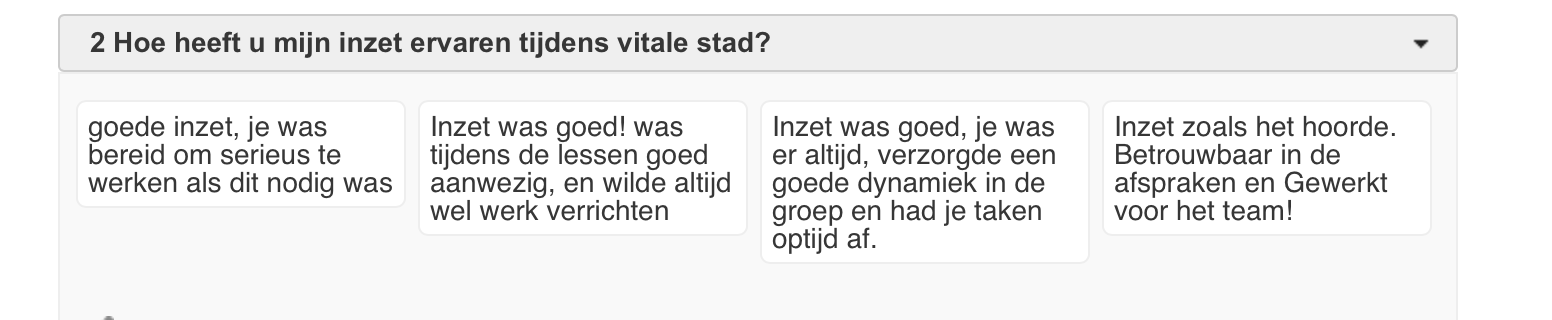 2 Hoe heeft u mijn inzet ervaren tijdens vitale stad?
goede inzet, je was
bereid om serieus te
werken als dit nodig was
Inzet was goed! was
tijdens de lessen goed
aanwezig, en wilde altijd
wel werk verrichten
Inzet was goed, je was
er altijd, verzorgde een
goede dynamiek in de
groep en had je taken
optijd af.
Inzet zoals het hoorde.
Betrouwbaar in de
afspraken en Gewerkt
voor het team!